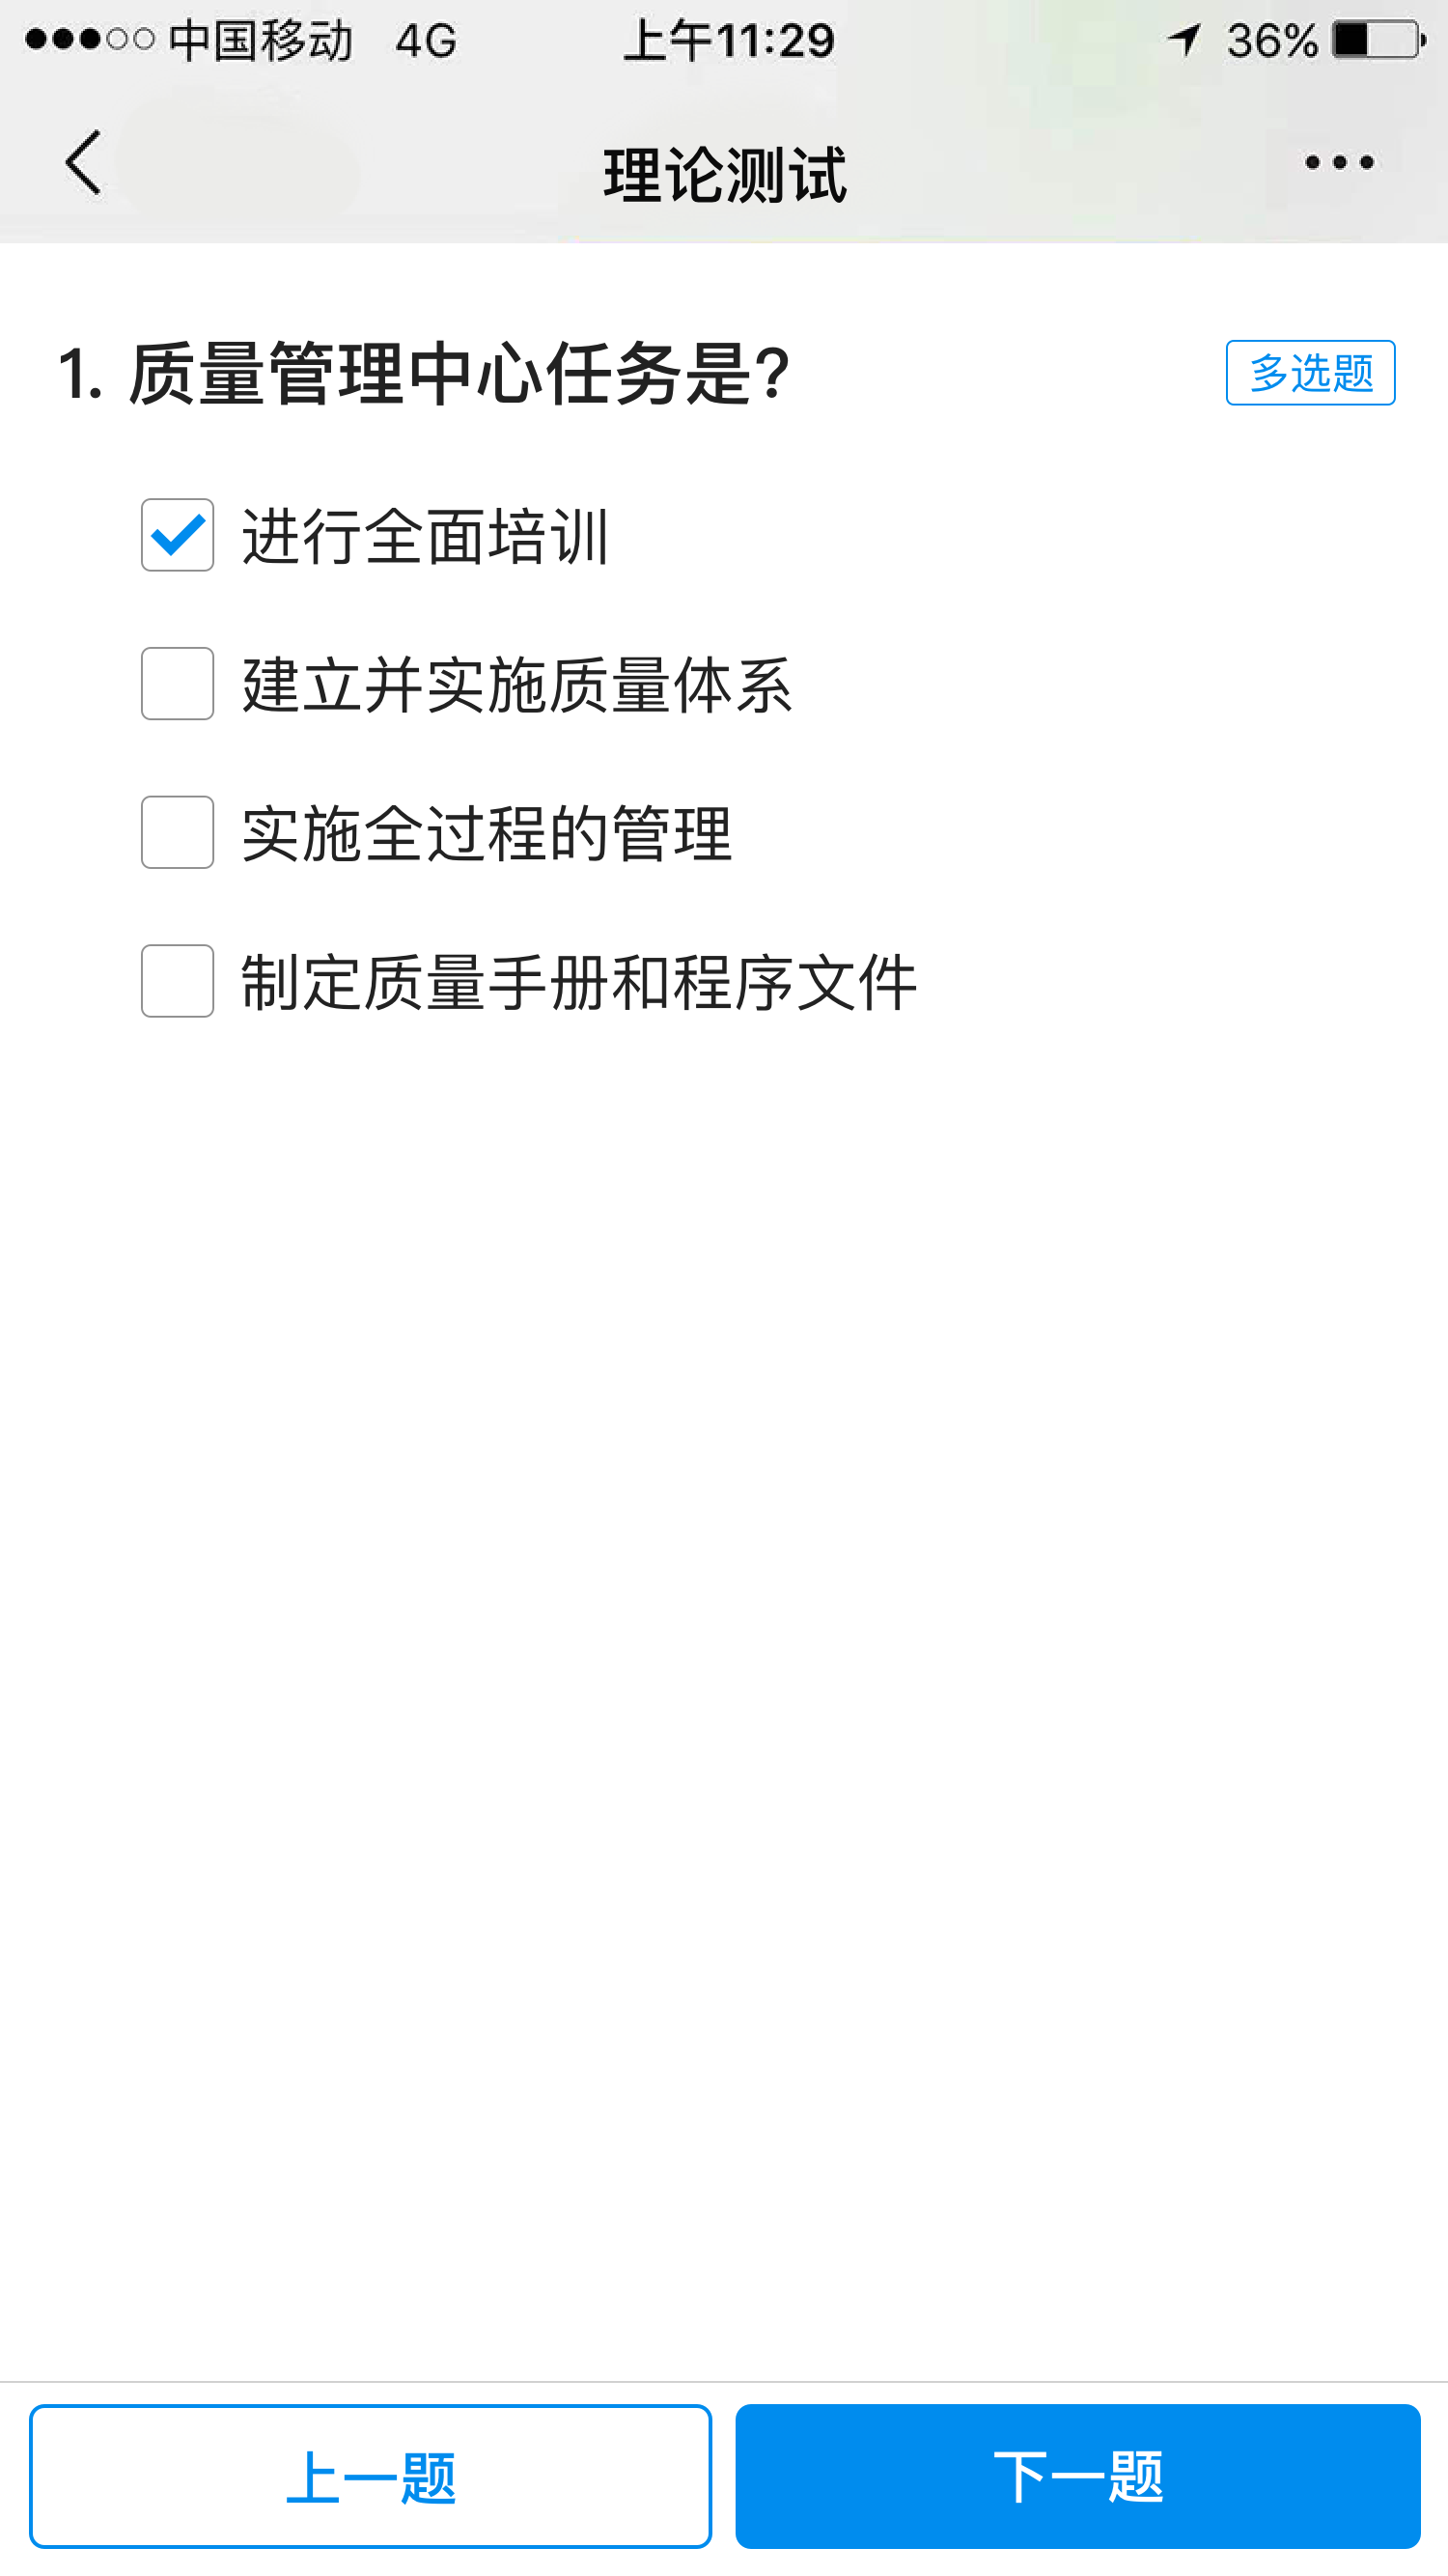 中国移动 4G 上午11:29 36%
理论测试
1. 质量管理中心任务是? 多选题
进行全面培训
建立并实施质量体系
实施全过程的管理
制定质量手册和程序文件
上一题 下一题